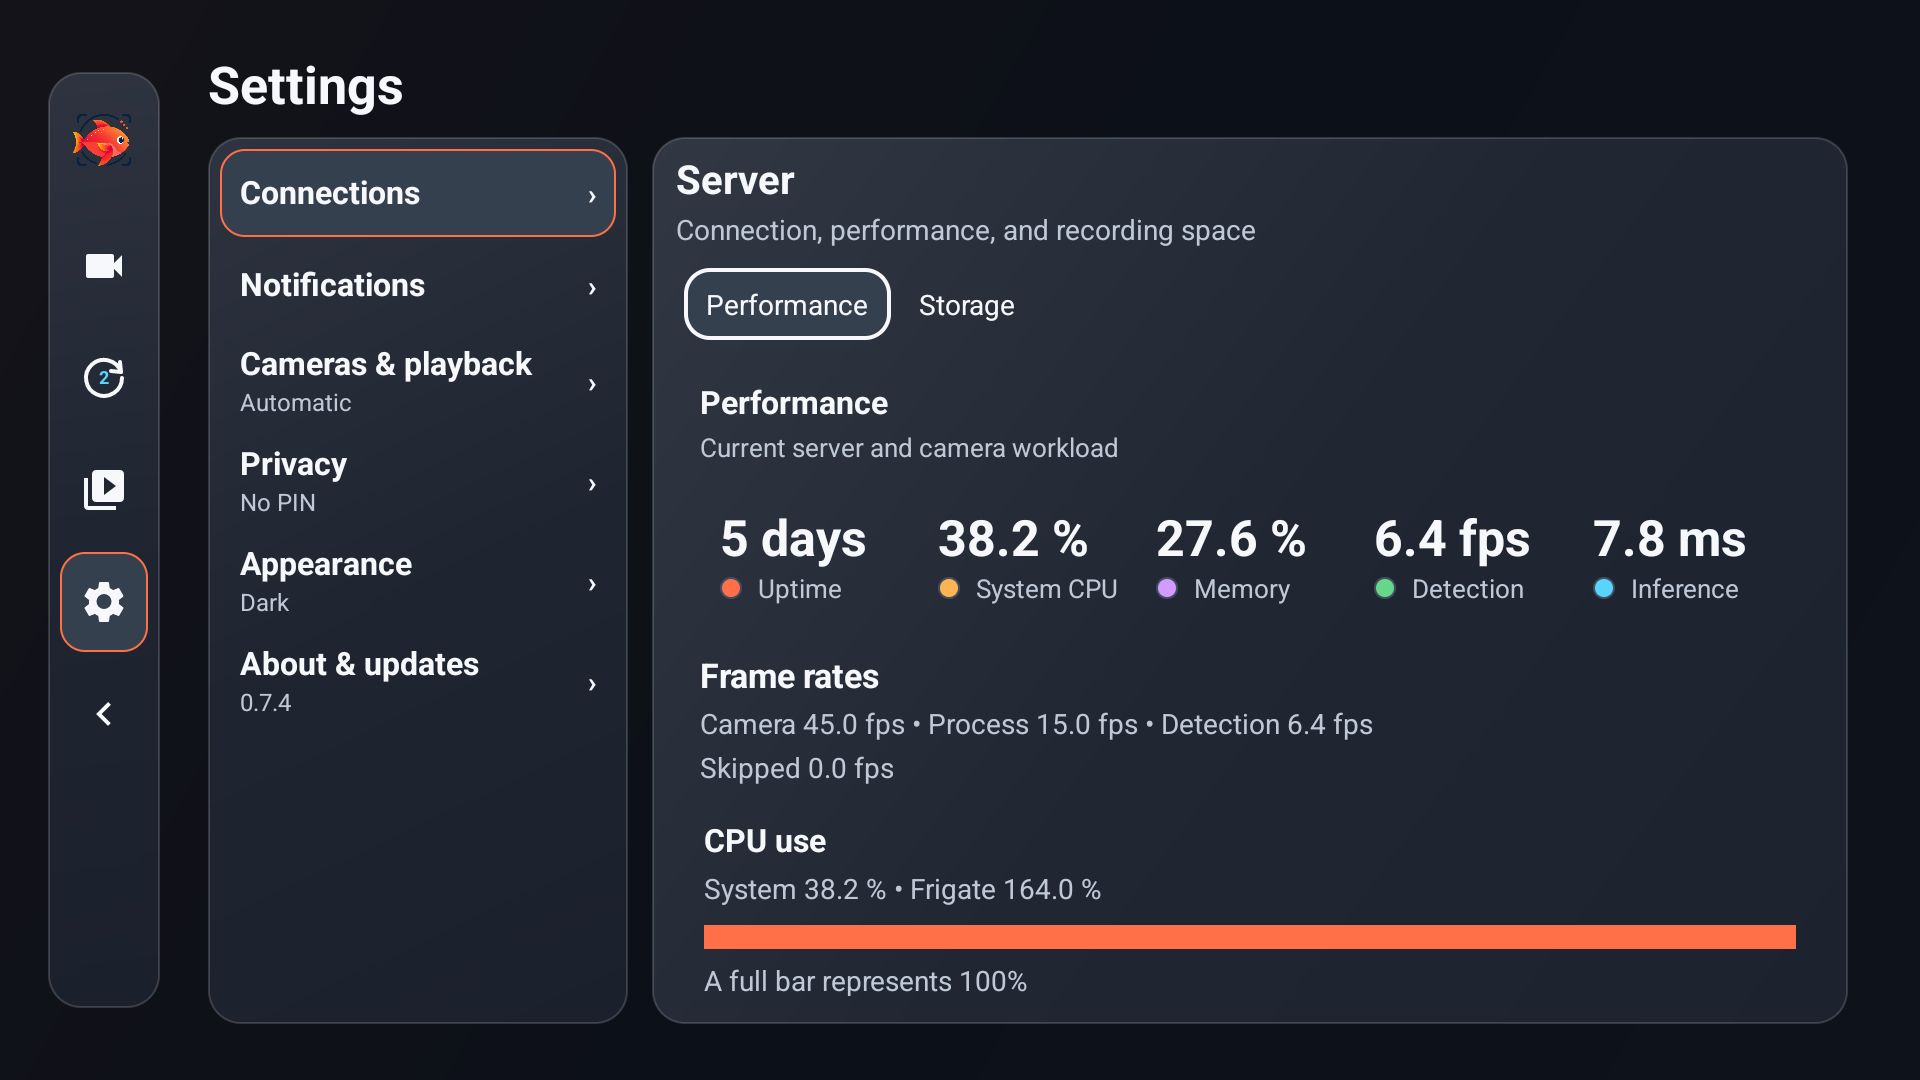 Settings
2
Connections
Notifications
Cameras & playback
Automatic
Privacy
No PIN
Appearance
Dark
About & updates
0.7.4
Server
Connection, performance, and recording space
Performance Storage
Performance
Current server and camera workload
5 days 38.2 % 27.6 % 6.4 fps 7.8 ms
Uptime System CPU Memory Detection Inference
Frame rates
Camera 45.0 fps • Process 15.0 fps • Detection 6.4 fps
Skipped 0.0 fps
CPU use
System 38.2 % • Frigate 164.0 %
A full bar represents 100%